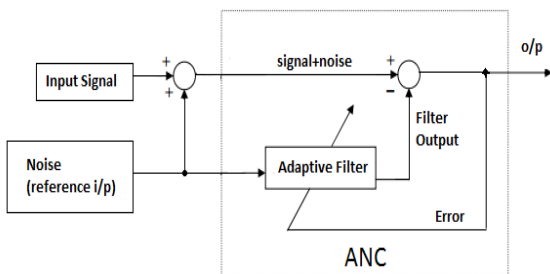 o/p
+
signal+noise
+
Input Signal
+
−
Filter
Output
Noise
(reference i/p)
Adaptive Filter
Error
ANC